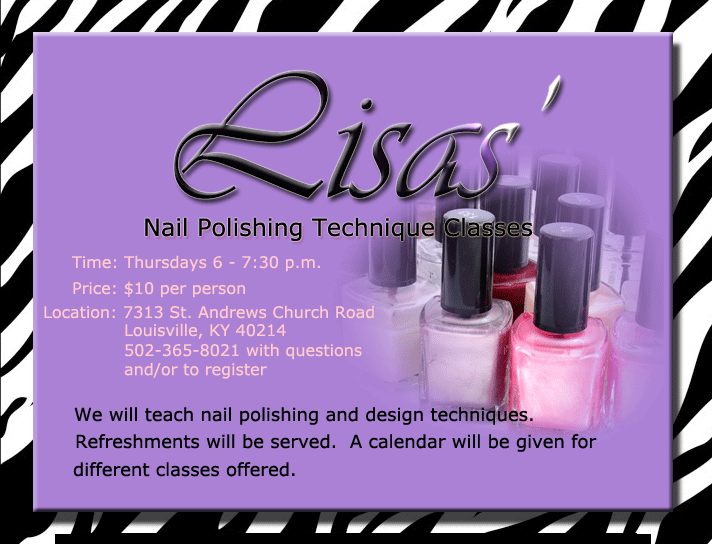 Lisas'
Nail Polishing Technique Classes
Time: Thursdays 6 - 7:30 p.m.
Price: $10 per person
Location: 7313 St. Andrews Church Road
Louisville, KY 40214
502-365-8021 with questions
and/or to register
We will teach nail polishing and design techniques.
Refreshments will be served. A calendar will be given for
different classes offered.